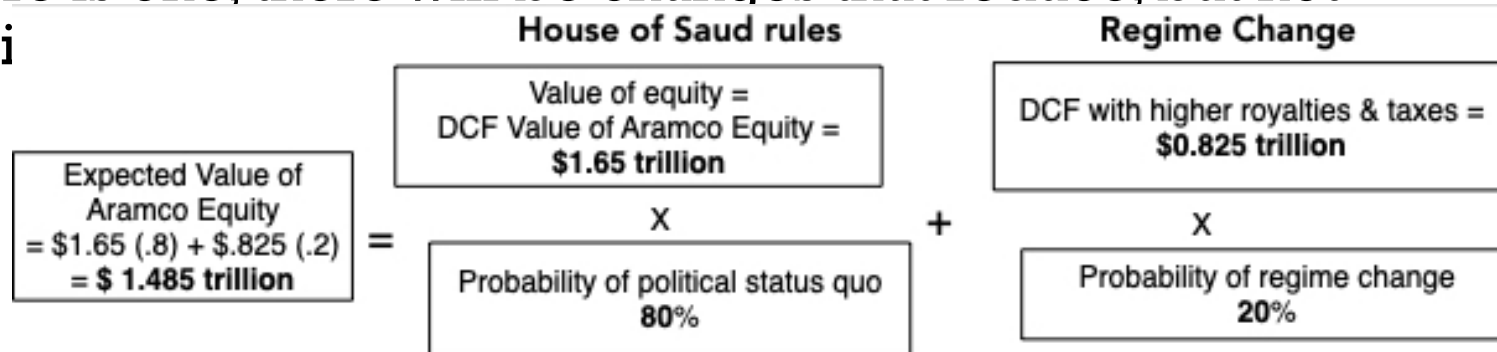 House of Saud rules
Regime Change
Value of equity =
DCF Value of Aramco Equity =
$1.65 trillion
DCF with higher royalties & taxes =
$0.825 trillion
Expected Value of
Aramco Equity
= $1.65 (.8) + $.825 (.2)
= $ 1.485 trillion
=
X
+
X
Probability of political status quo
80%
Probability of regime change
20%